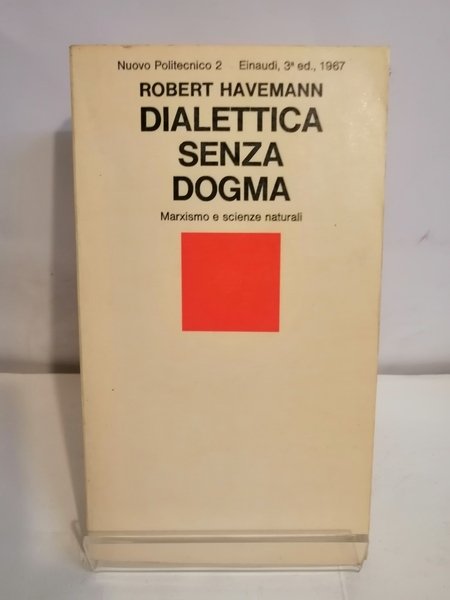 Nuovo Politecnico 2 Einaudi, 3ª ed., 1967
ROBERT HAVEMANN
DIALETTICA
SENZA
DOGMA
Marxismo e scienze naturali